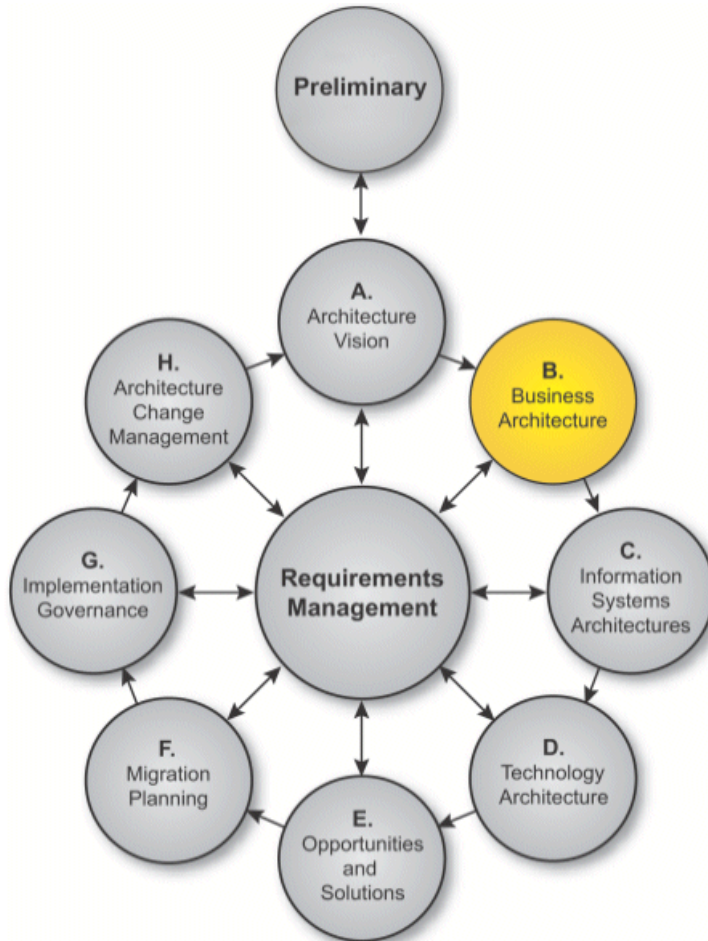 Preliminary
A.
Architecture
Vision
B.
Business
Architecture
C.
Information
Systems
Architectures
D.
Technology
Architecture
E.
Opportunities
and
Solutions
F.
Migration
Planning
G.
Implementation
Governance
H.
Architecture
Change
Management
Requirements
Management